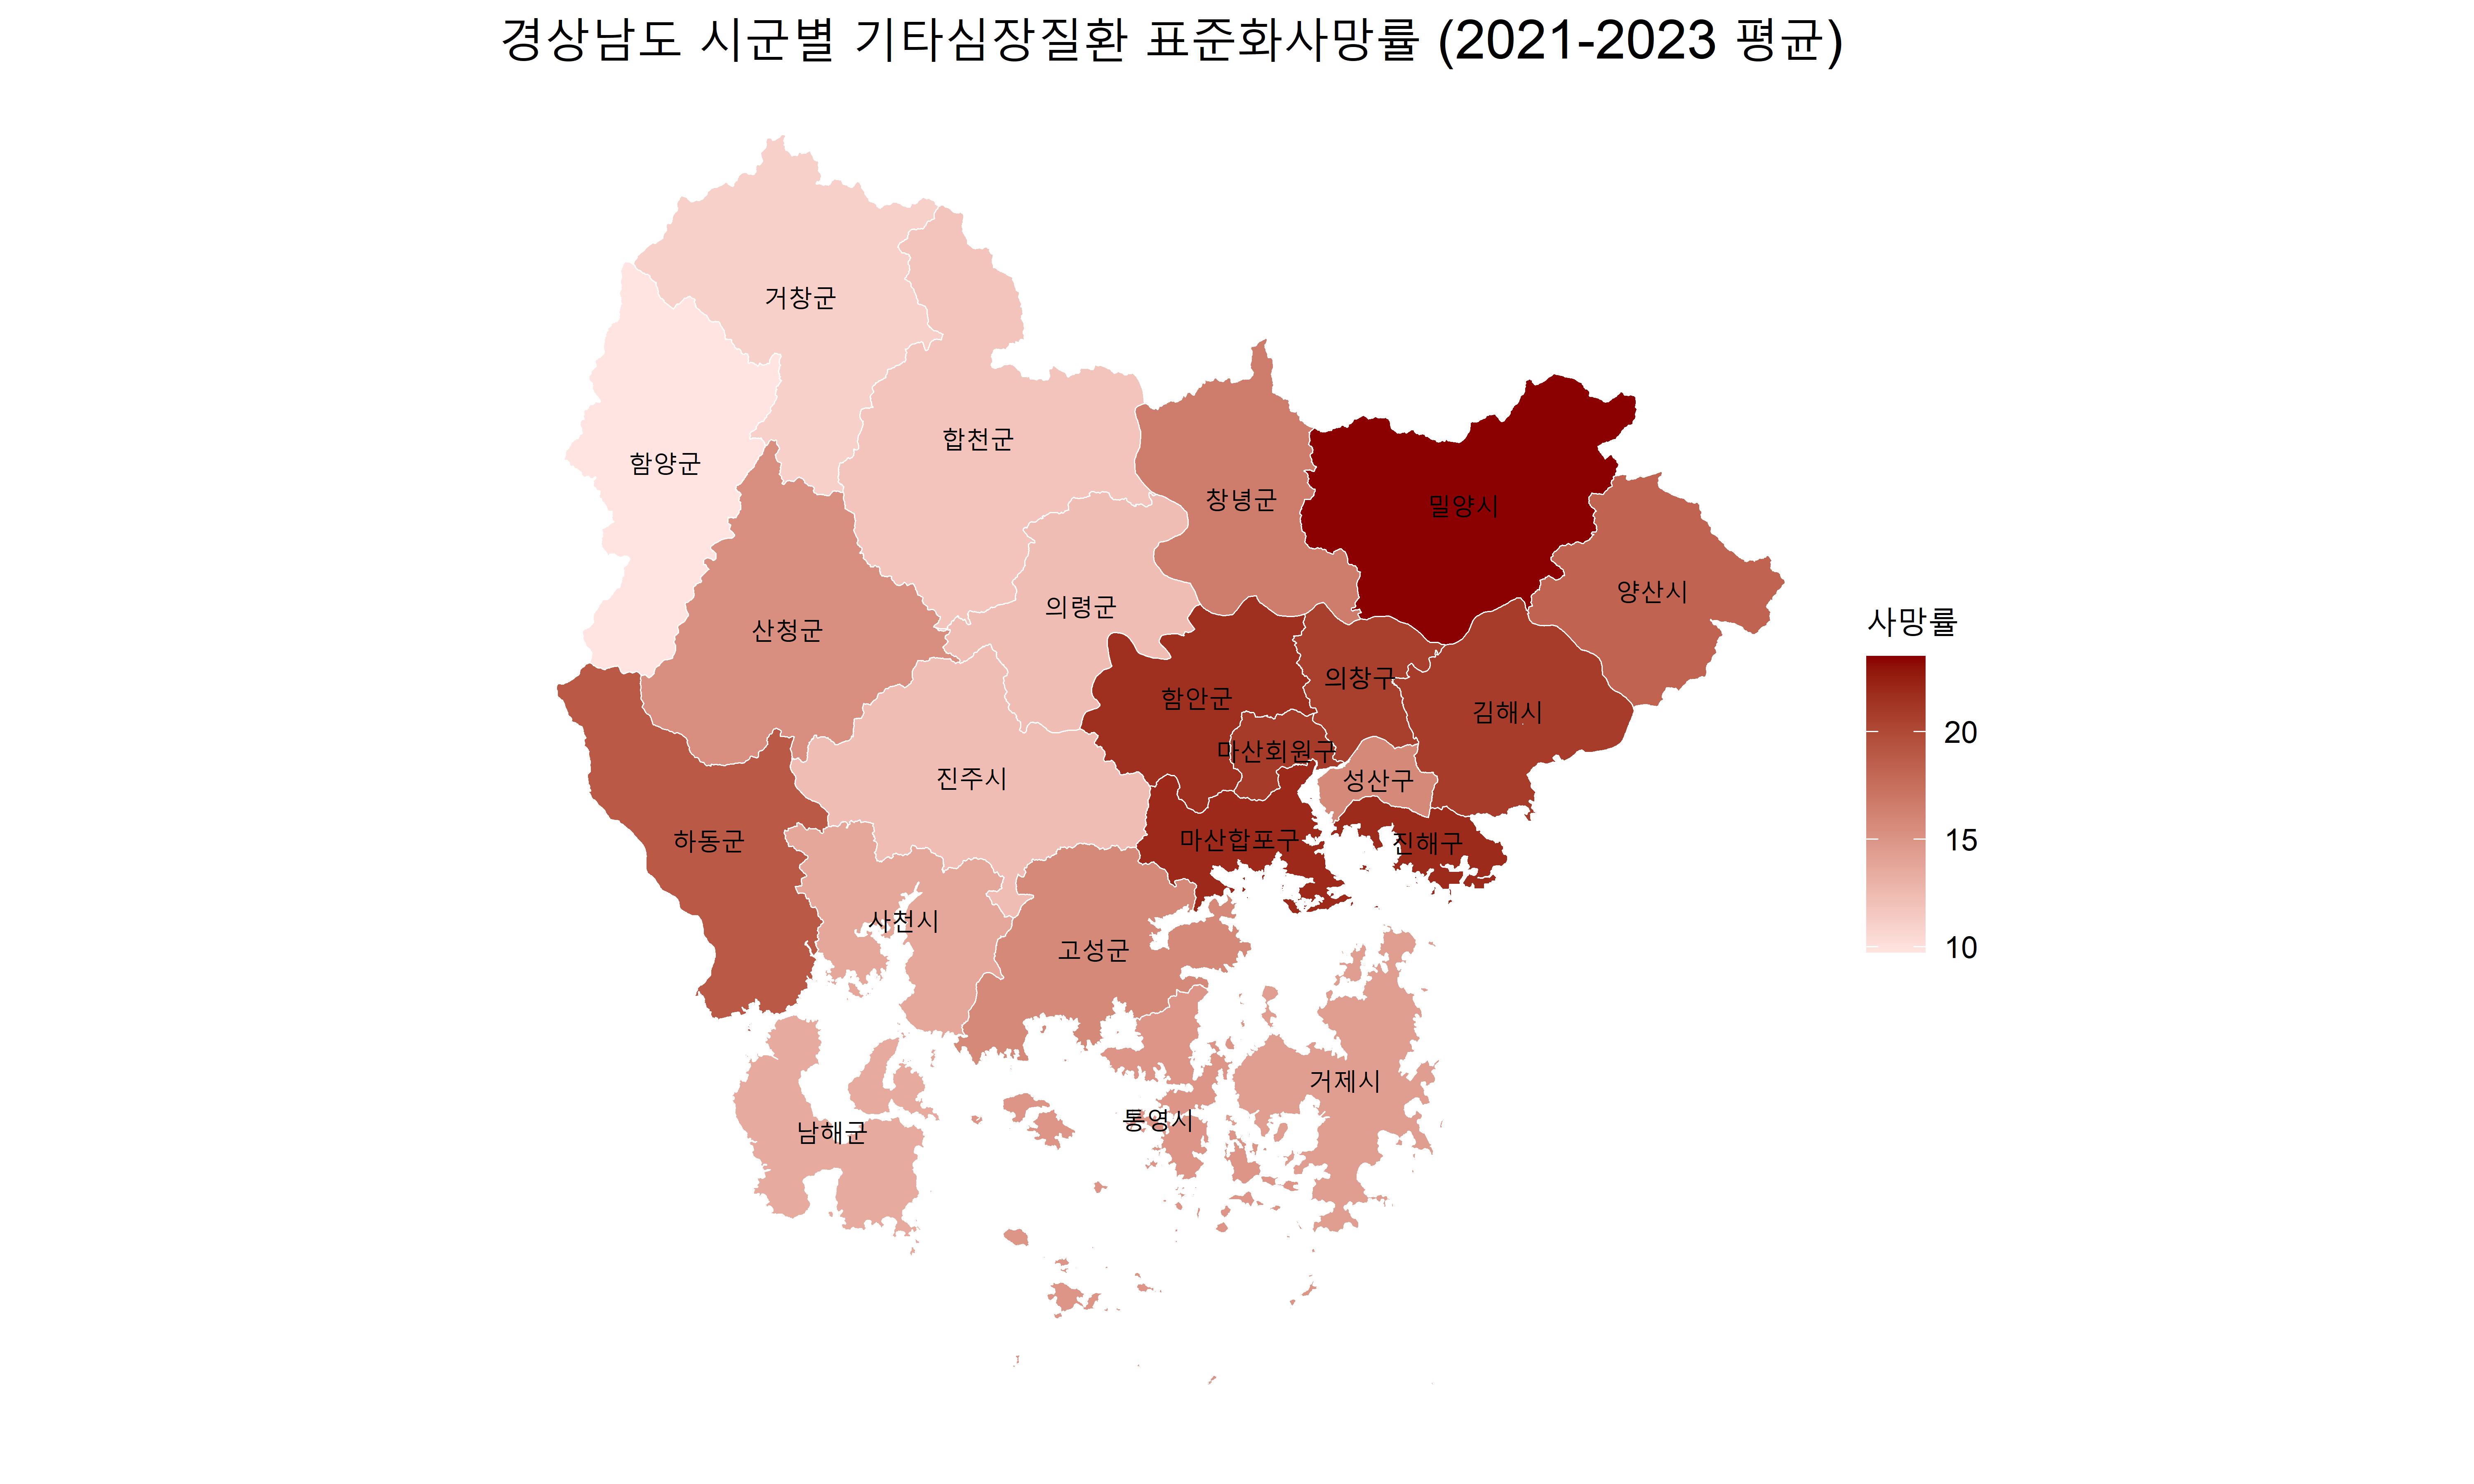 경상남도 시군별 기타심장질환 표준화사망률 (2021-2023 평균)
거창군
합천군
함양군
창녕군
밀양시
양산시
의령군
산청군
의창구
함안군
김해시
마산회원구
진주시
성산구
하동군
마산합포구
진해구
사천시
고성군
거제시
통영시
남해군
사망률
20
15
10